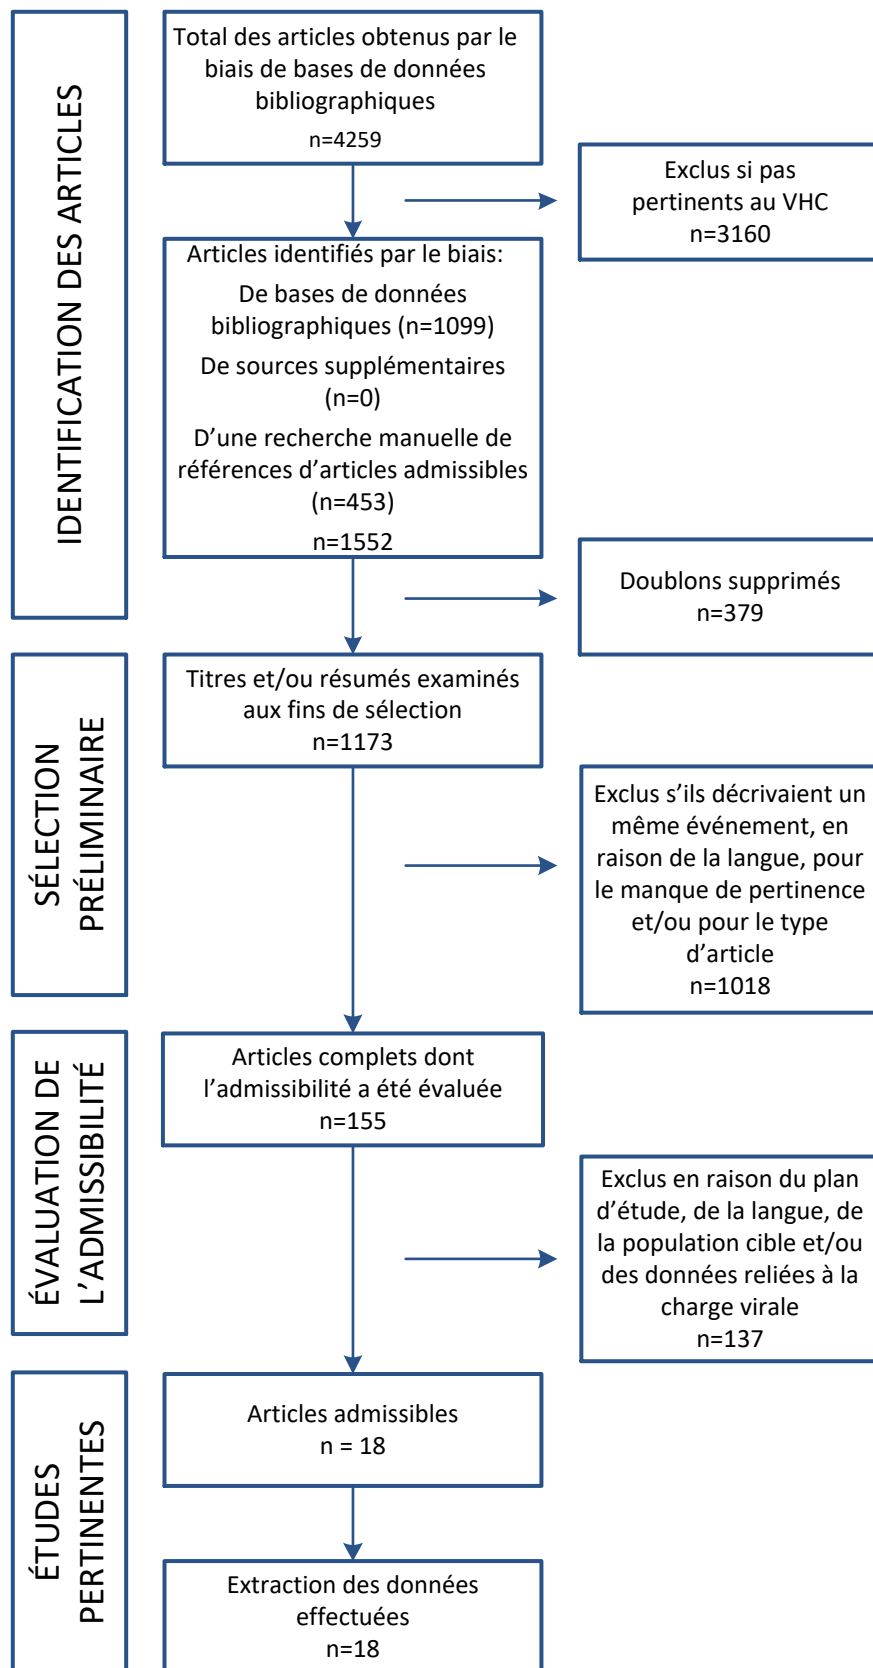 IDENTIFICATION DES ARTICLES
Total des articles obtenus par le
biais de bases de données
bibliographiques
n=4259
Exclus si pas
pertinents au VHC
n=3160
Articles identifiés par le biais:
De bases de données
bibliographiques (n=1099)
De sources supplémentaires
(n=0)
D’une recherche manuelle de
références d’articles admissibles
(n=453)
n=1552
Doublons supprimés
n=379
SÉLECTION
PRÉLIMINAIRE
Titres et/ou résumés examinés
aux fins de sélection
n=1173
Exclus s’ils décrivaient un
même événement, en
raison de la langue, pour
le manque de pertinence
et/ou pour le type
d’article
n=1018
ÉVALUATION DE
L’ADMISSIBILITÉ
Articles complets dont
l’admissibilité a été évaluée
n=155
Exclus en raison du plan
d’étude, de la langue, de
la population cible et/ou
des données reliées à la
charge virale
n=137
ÉTUDES
PERTINENTES
Articles admissibles
n = 18
Extraction des données
effectuées
n=18